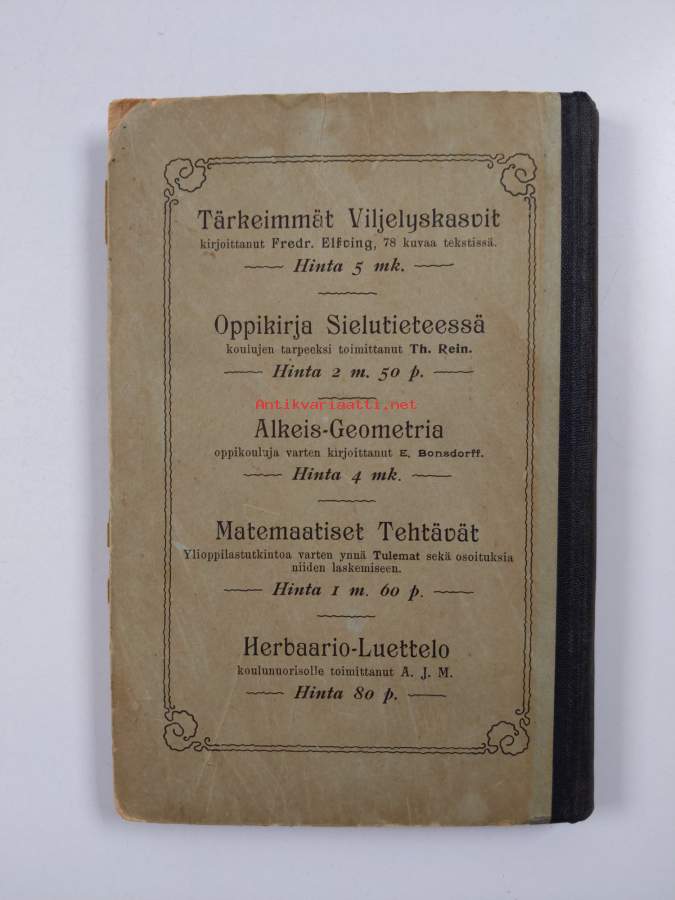 Tärkeimmät Viljelyskasvit
kirjoittanut Fredr. Elfving, 78 kuvaa tekstissä.
Hinta 5 mk.
Oppikirja Sielutieteessä
koulujen tarpeeksi toimittanut Th. Rein.
Hinta 2 m. 50 p.
Antikvariaatti.net
Alkeis-Geometria
oppikouluja varten kirjoittanut E. Bonsdorff.
Hinta 4 mk.
Matemaatiset Tehtävät
Ylioppilastutkintoa varten ynnä Tulemat sekä osoituksia
niiden laskemiseen.
Hinta 1 m. 60 p.
Herbaario-Luettelo
koulunuorisolle toimittanut A. J. M.
Hinta 80 p.